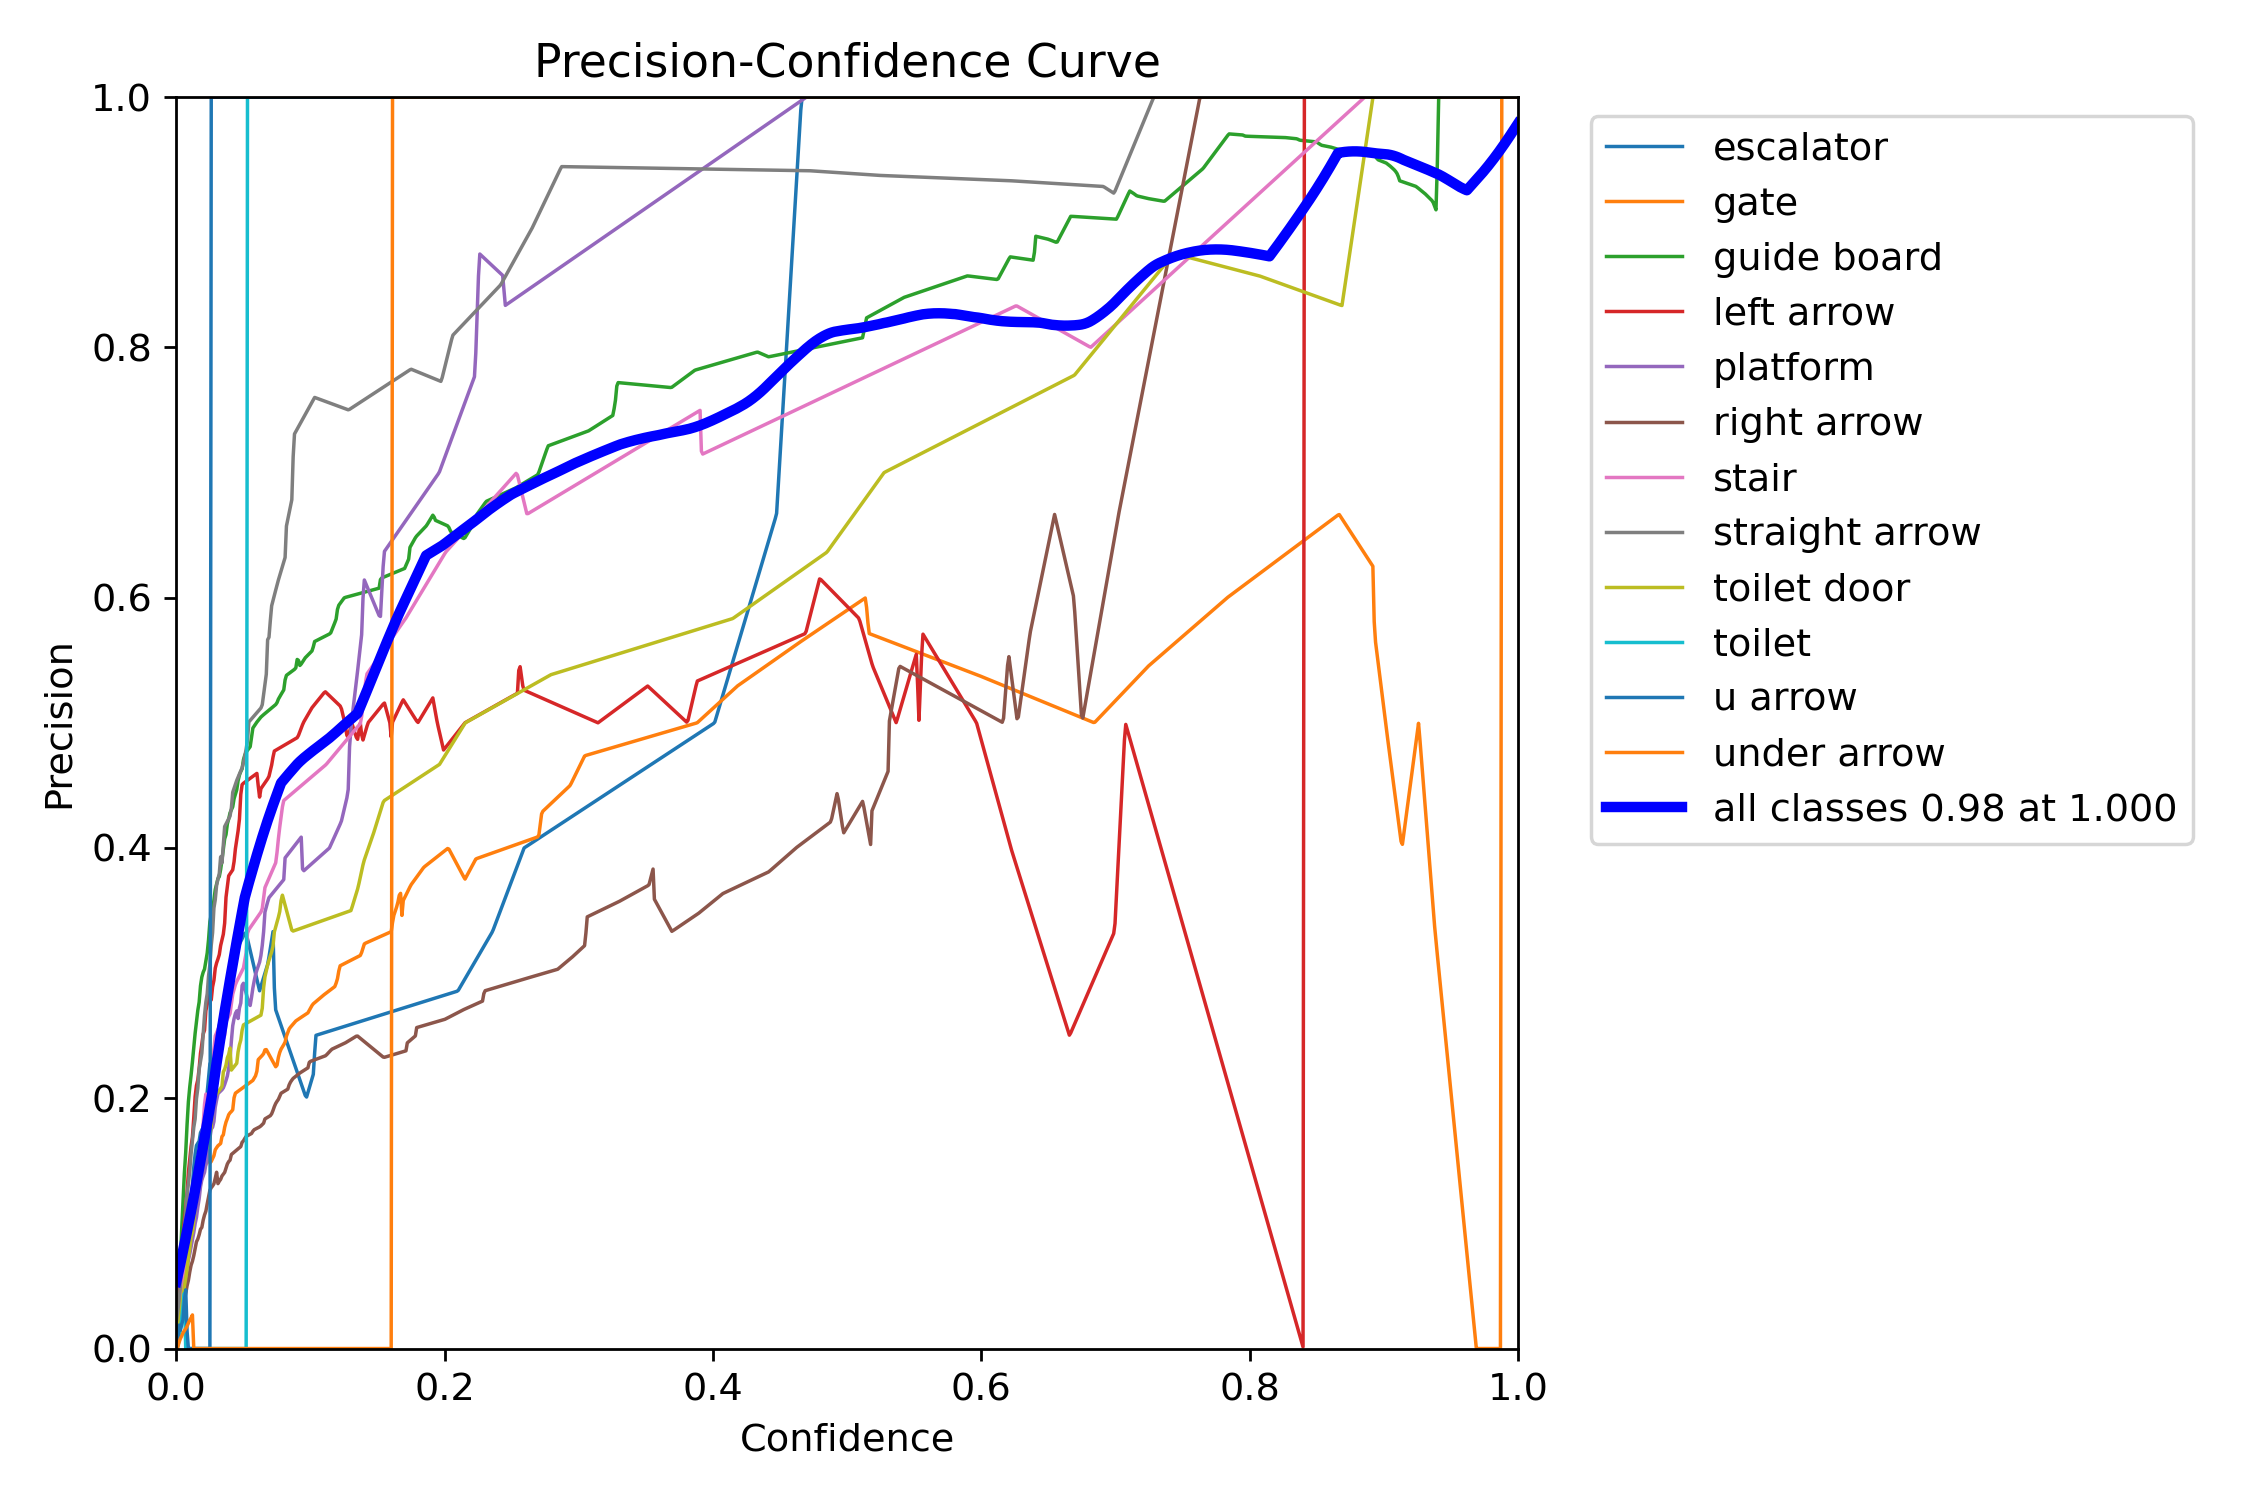 Precision-Confidence Curve
1.0
0.8
0.6
0.4
0.2
0.0
Precision
0.0 0.2 0.4 0.6 0.8 1.0
Confidence
escalator
gate
guide board
left arrow
platform
right arrow
stair
straight arrow
toilet door
toilet
u arrow
under arrow
all classes 0.98 at 1.000